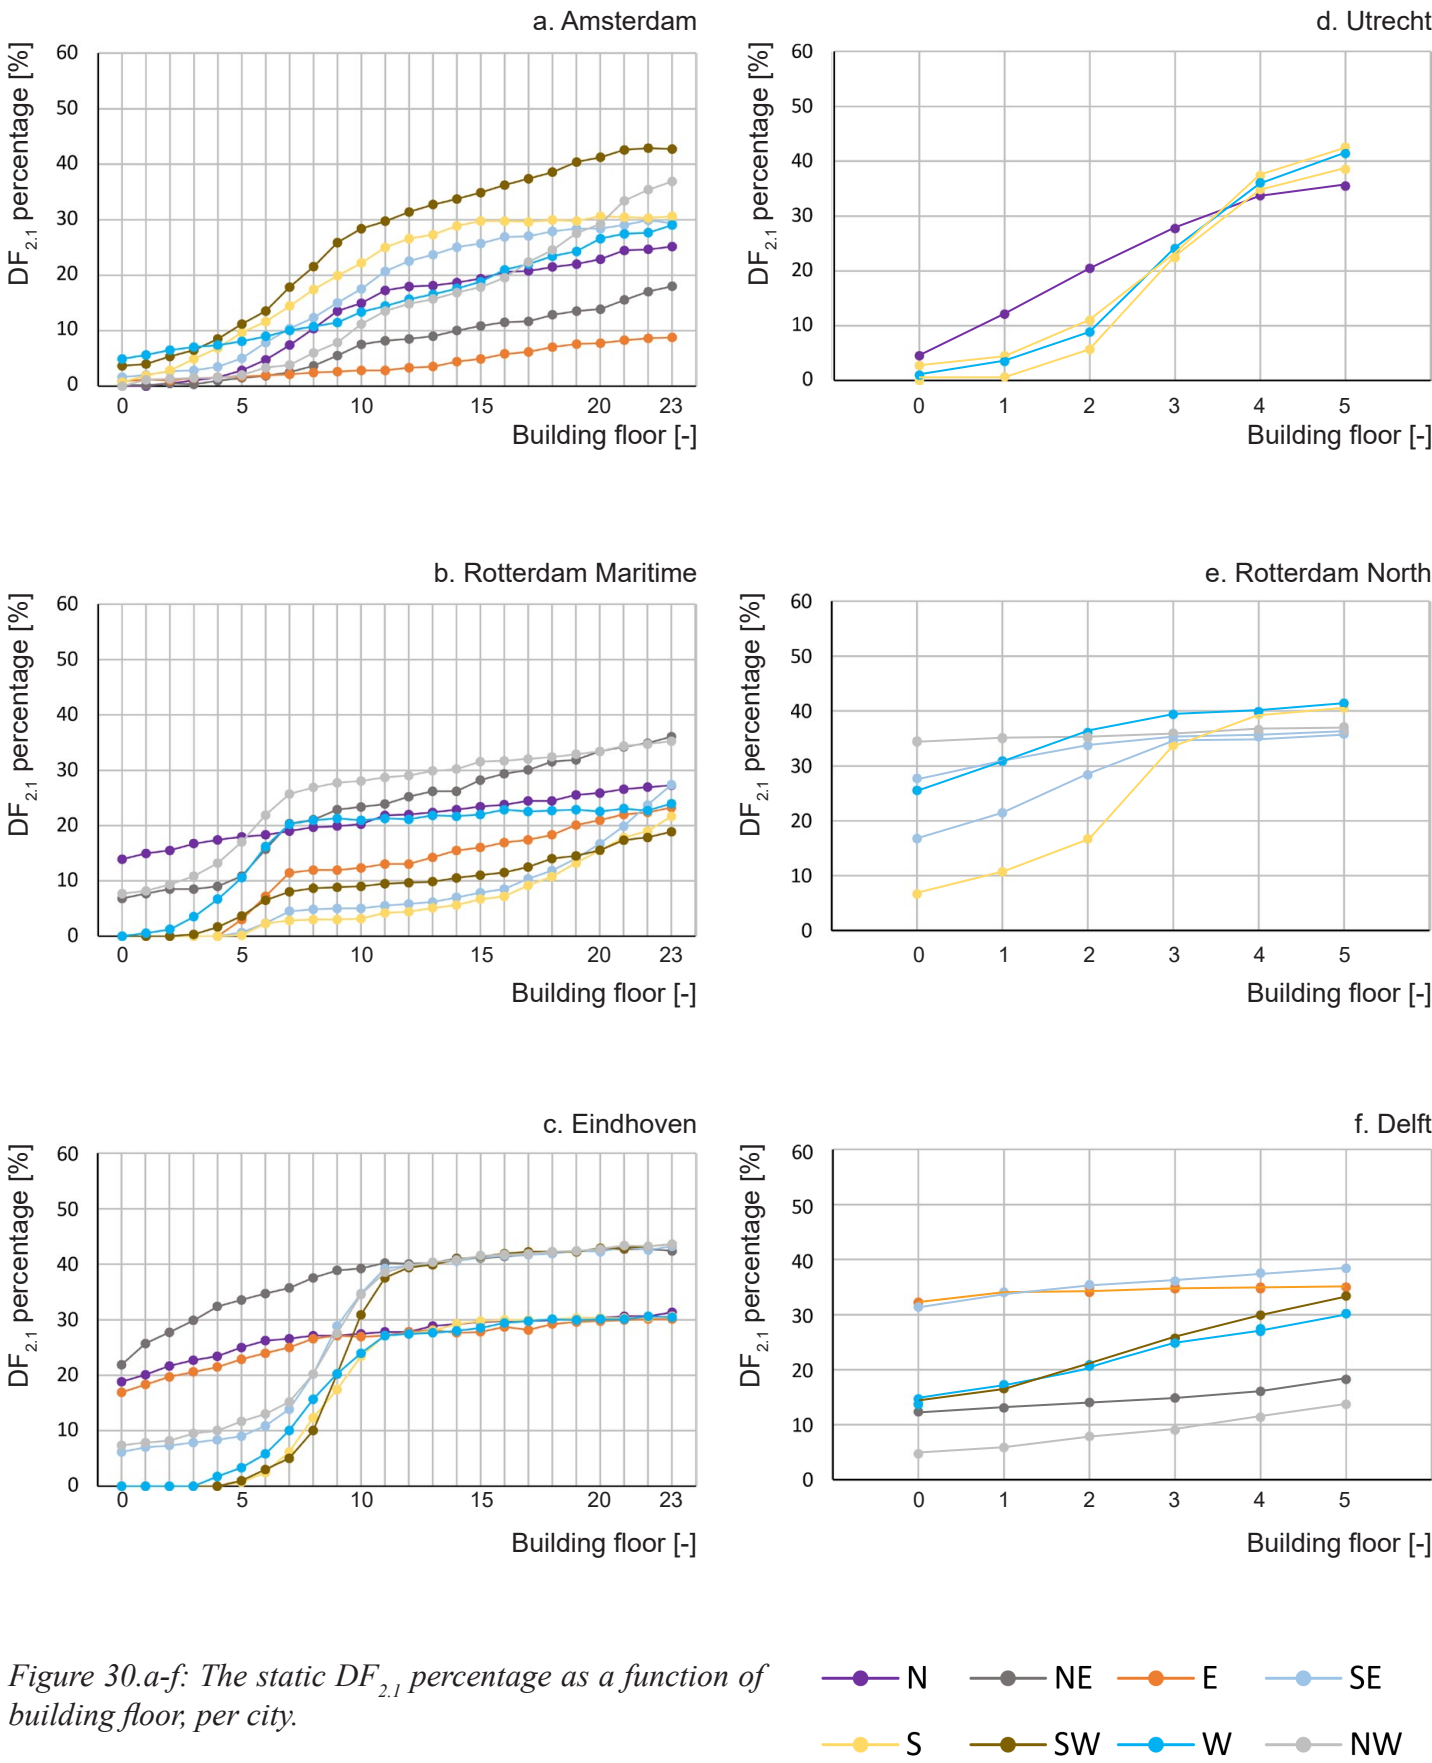 a. Amsterdam
DF2.1 percentage [%]
60
50
40
30
20
10
0
0 5 10 15 20 23
Building floor [-]
d. Utrecht
DF2.1 percentage [%]
60
50
40
30
20
10
0
0 1 2 3 4 5
Building floor [-]
b. Rotterdam Maritime
DF2.1 percentage [%]
60
50
40
30
20
10
0
0 5 10 15 20 23
Building floor [-]
e. Rotterdam North
DF2.1 percentage [%]
60
50
40
30
20
10
0
0 1 2 3 4 5
Building floor [-]
c. Eindhoven
DF2.1 percentage [%]
60
50
40
30
20
10
0
0 5 10 15 20 23
Building floor [-]
f. Delft
DF2.1 percentage [%]
60
50
40
30
20
10
0
0 1 2 3 4 5
Building floor [-]
Figure 30.a-f: The static DF2.1 percentage as a function of
building floor, per city.
N NE E SE
S SW W NW